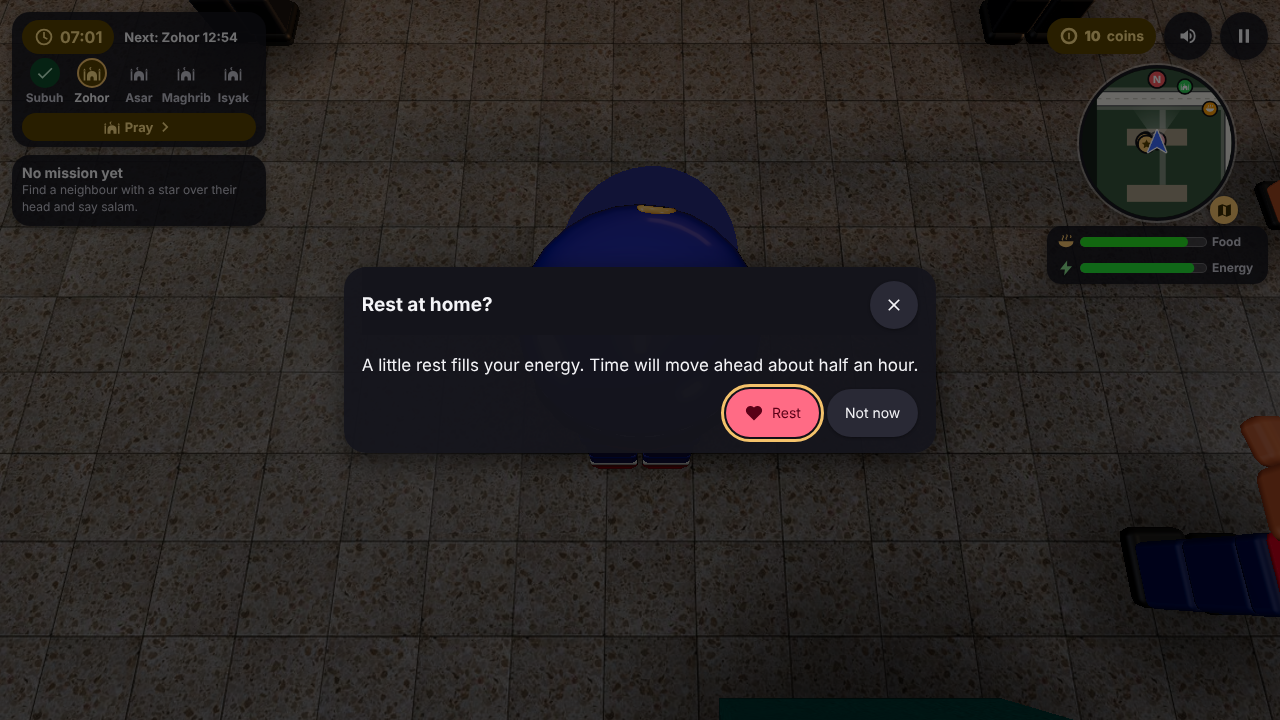 07:01
Next: Zohor 12:54
Subuh Zohor Asar Maghrib Isyak
Pray
No mission yet
Find a neighbour with a star over their
head and say salam.
10 coins
N
Food
Energy
Rest at home?
A little rest fills your energy. Time will move ahead about half an hour.
Rest
Not now